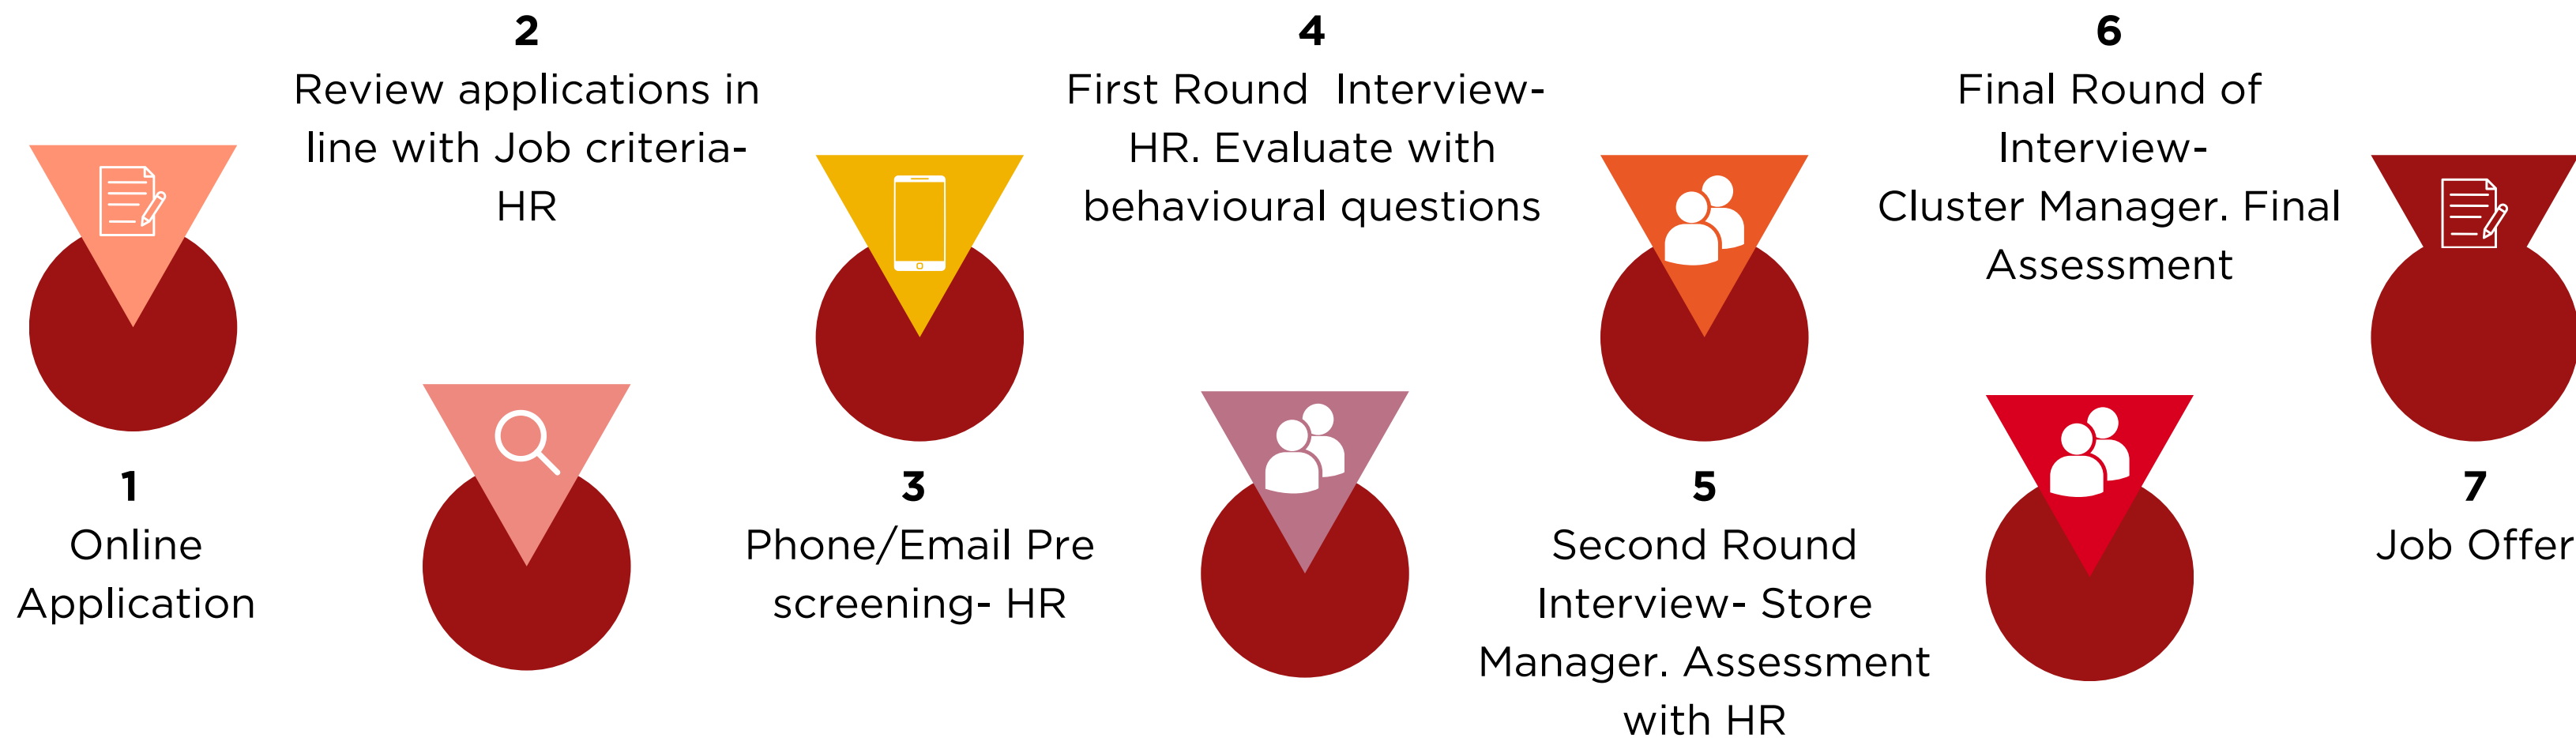 1
Online
Application
2
Review applications in
line with Job criteria-
HR
3
Phone/Email Pre
screening- HR
4
First Round  Interview-
HR. Evaluate with
behavioural questions
5
Second Round
Interview- Store
Manager. Assessment
with HR
6
Final Round of
Interview-
Cluster Manager. Final
Assessment
7
Job Offer